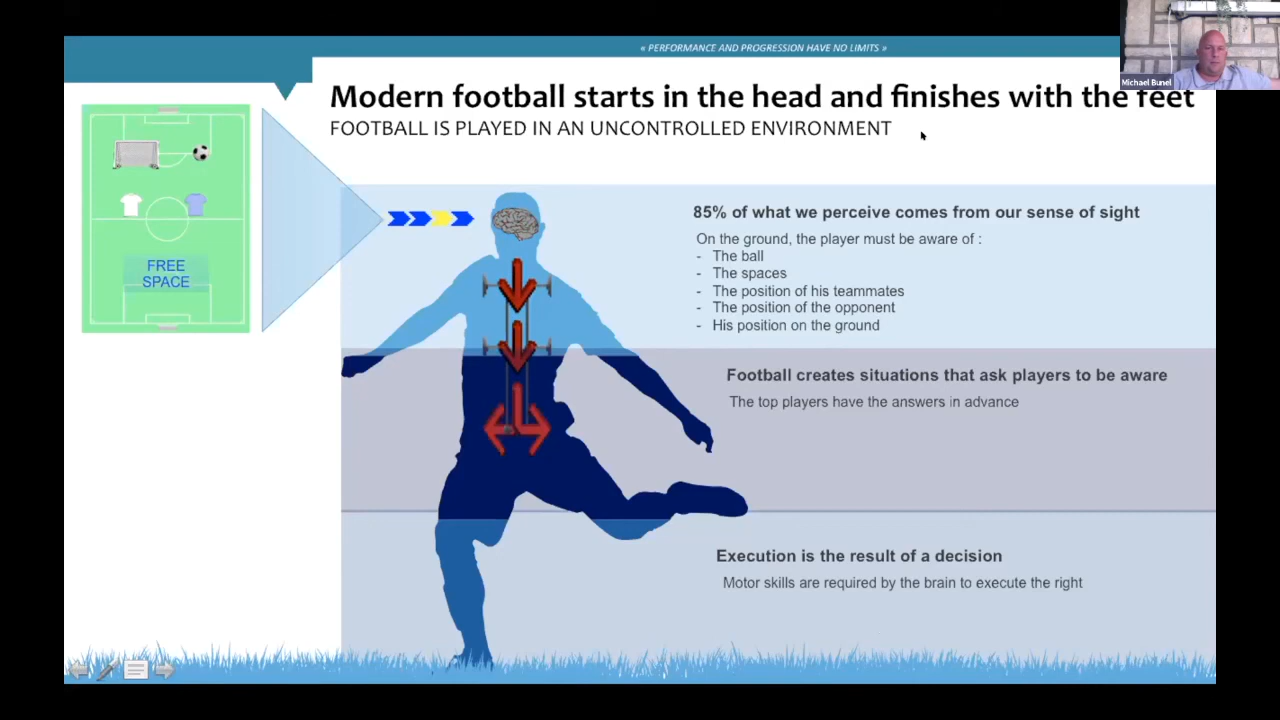 « PERFORMANCE AND PROGRESSION HAVE NO LIMITS »
Michael Bunel
Modern football starts in the head and finishes with the feet
FOOTBALL IS PLAYED IN AN UNCONTROLLED ENVIRONMENT
FREE
SPACE
85% of what we perceive comes from our sense of sight
On the ground, the player must be aware of :
- The ball
- The spaces
- The position of his teammates
- The position of the opponent
- His position on the ground
Football creates situations that ask players to be aware
The top players have the answers in advance
Execution is the result of a decision
Motor skills are required by the brain to execute the right